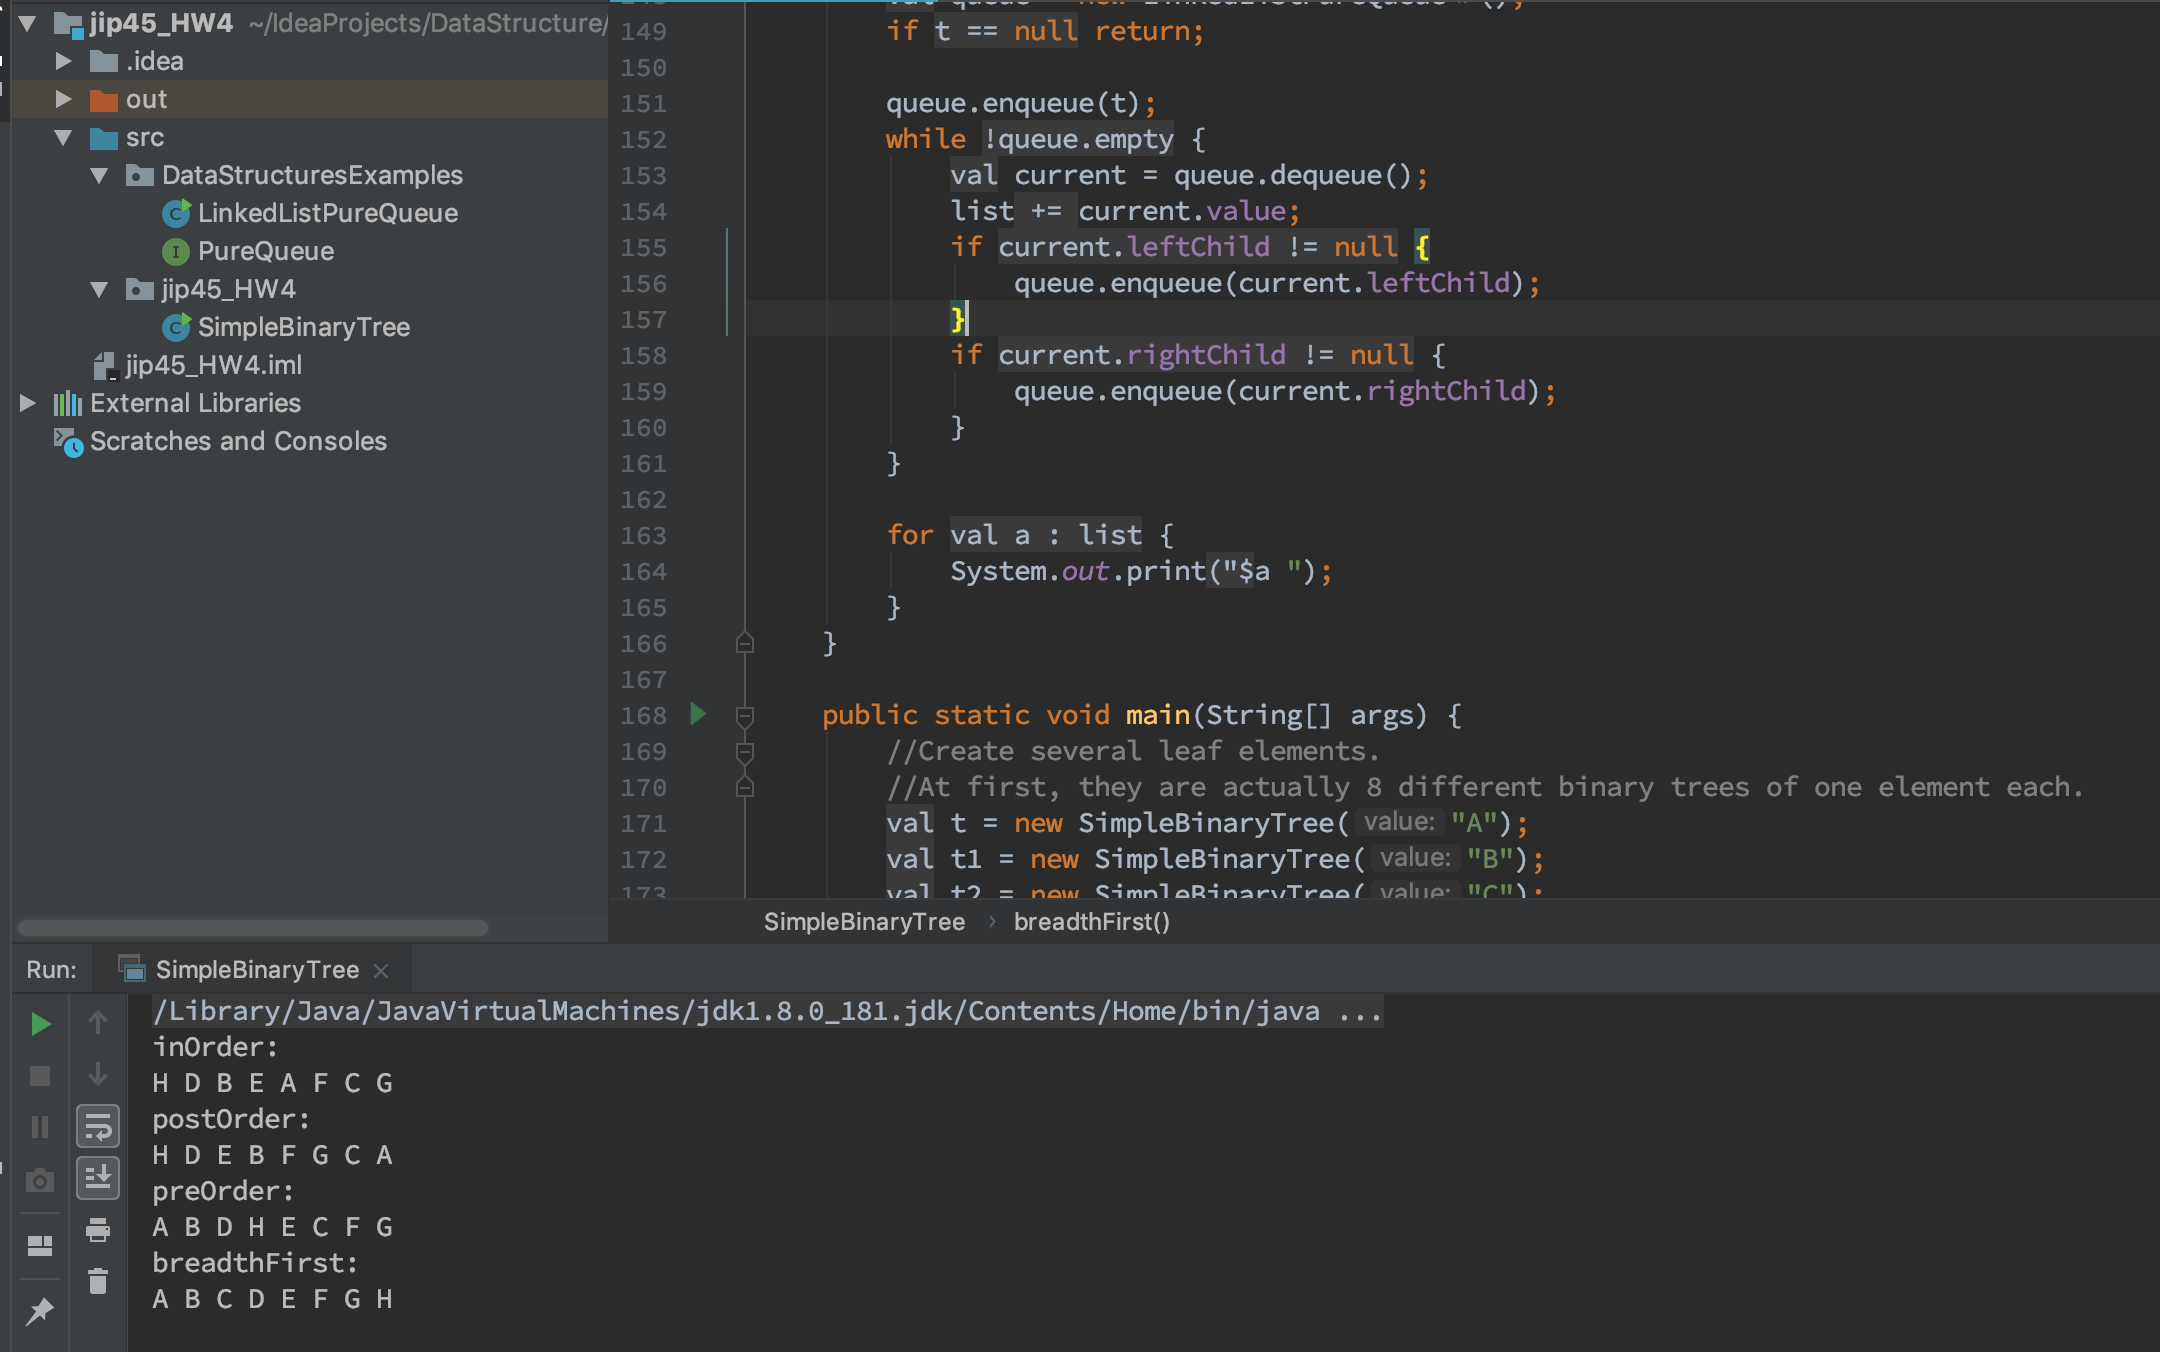 jip45_HW4 ~/IdeaProjects/DataStructure/
.idea
out
src
DataStructuresExamples
LinkedListPureQueue
PureQueue
jip45_HW4
SimpleBinaryTree
jip45_HW4.iml
External Libraries
Scratches and Consoles
149 if t == null return;
150
151 queue.enqueue(t);
152 while !queue.empty {
153 val current = queue.dequeue();
154 list += current.value;
155 if current.leftChild != null {
156 queue.enqueue(current.leftChild);
157 }
158 if current.rightChild != null {
159 queue.enqueue(current.rightChild);
160 }
161 }
162
163 for val a : list {
164 System.out.print("$a ");
165 }
166 }
167
168 public static void main(String[] args) {
169 //Create several leaf elements.
170 //At first, they are actually 8 different binary trees of one element each.
171 val t = new SimpleBinaryTree( value: "A");
172 val t1 = new SimpleBinaryTree( value: "B");
173 val t2 = new SimpleBinaryTree( value: "C");
SimpleBinaryTree › breadthFirst()
Run: SimpleBinaryTree ×
/Library/Java/JavaVirtualMachines/jdk1.8.0_181.jdk/Contents/Home/bin/java ...
inOrder:
H D B E A F C G
postOrder:
H D E B F G C A
preOrder:
A B D H E C F G
breadthFirst:
A B C D E F G H